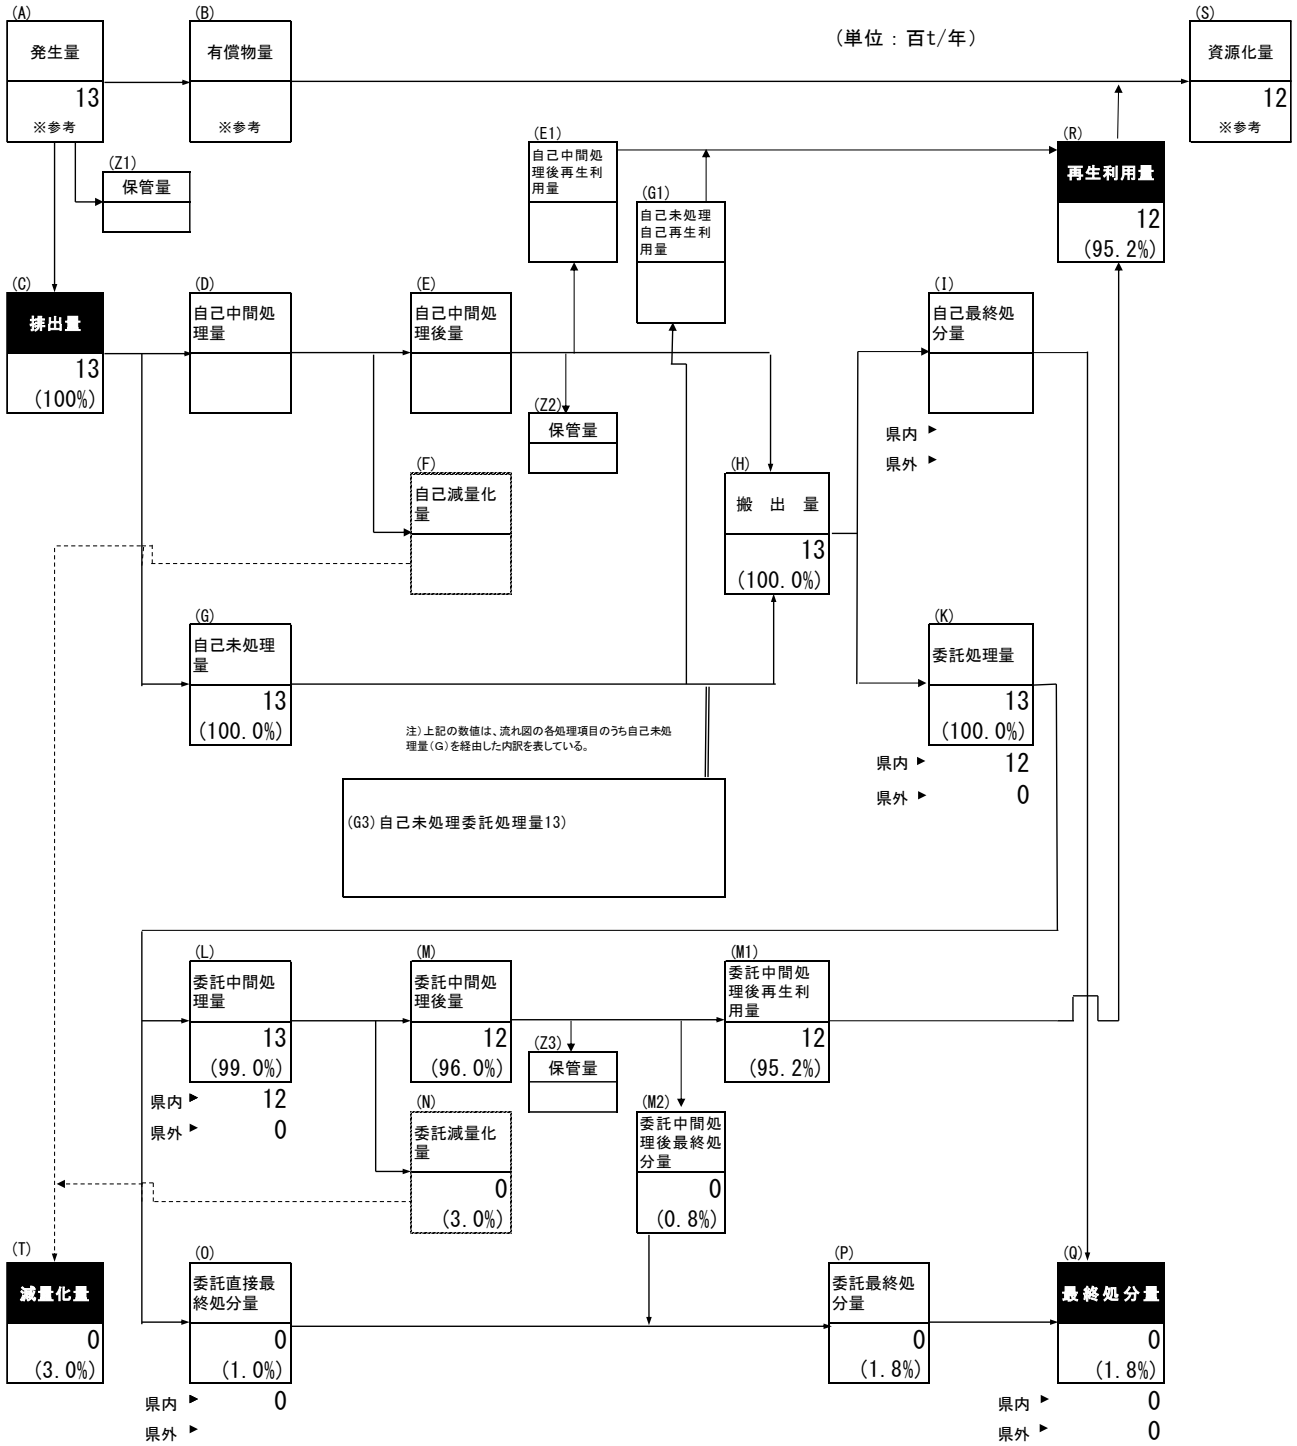 (A)
発生量
13
※参考
(B)
有償物量
※参考
(単位：百t/年)
(S)
資源化量
12
※参考
(Z1)
保管量
(E1)
自己中間処
理後再生利
用量
(G1)
自己未処理
自己再生利
用量
(R)
再生利用量
12
(95.2%)
(C)
排出量
13
(100%)
(D)
自己中間処
理量
(E)
自己中間処
理後量
(Z2)
保管量
(F)
自己減量化
量
(H)
搬 出 量
13
(100.0%)
(I)
自己最終処
分量
県内
県外
(G)
自己未処理
量
13
(100.0%)
(K)
委託処理量
13
(100.0%)
県内 12
県外 0
注)上記の数値は、流れ図の各処理項目のうち自己未処
理量(G)を経由した内訳を表している。
(G3)自己未処理委託処理量13)
(L)
委託中間処
理量
13
(99.0%)
県内 12
県外 0
(M)
委託中間処
理後量
12
(96.0%)
(Z3)
保管量
(M1)
委託中間処
理後再生利
用量
12
(95.2%)
(N)
委託減量化
量
0
(3.0%)
(M2)
委託中間処
理後最終処
分量
0
(0.8%)
(T)
減量化量
0
(3.0%)
(O)
委託直接最
終処分量
0
(1.0%)
県内 0
県外
(P)
委託最終処
分量
0
(1.8%)
(Q)
最終処分量
0
(1.8%)
県内 0
県外 0